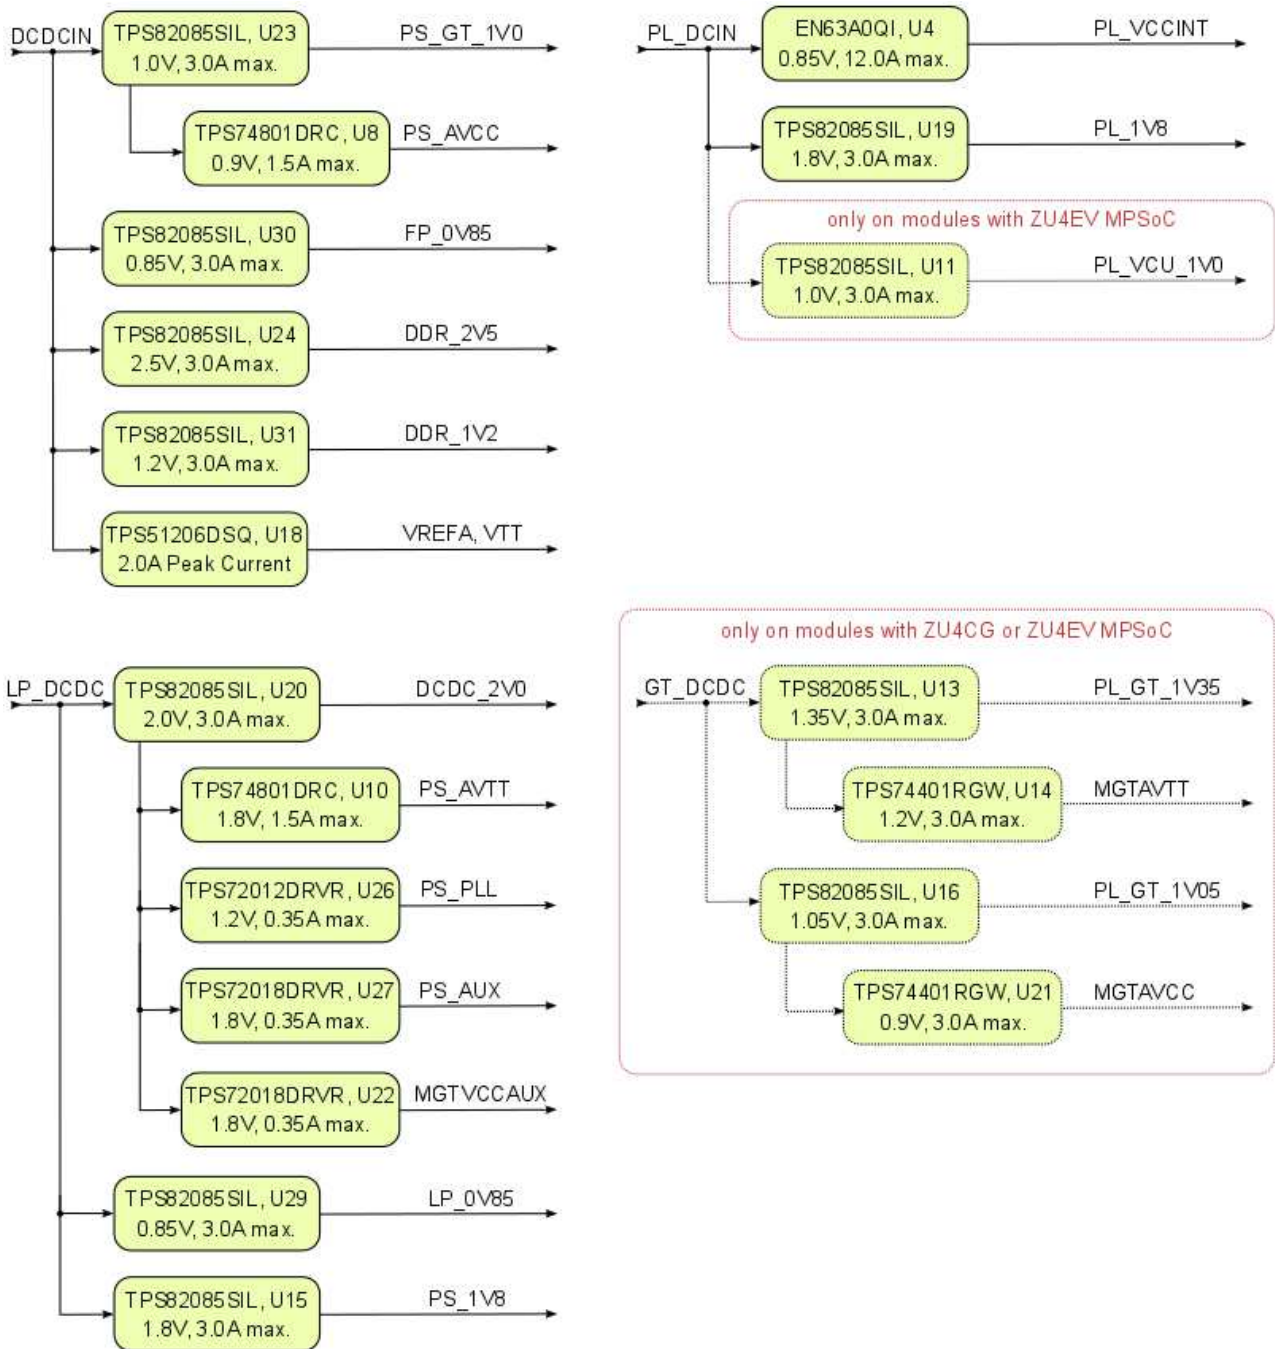 DCDCIN
TPS82085SIL, U23
1.0V, 3.0A max.
PS_GT_1V0
TPS74801DRC, U8
0.9V, 1.5A max.
PS_AVCC
TPS82085SIL, U30
0.85V, 3.0A max.
FP_0V85
TPS82085SIL, U24
2.5V, 3.0A max.
DDR_2V5
TPS82085SIL, U31
1.2V, 3.0A max.
DDR_1V2
TPS51206DSQ, U18
2.0A Peak Current
VREFA, VTT
PL_DCIN
EN63A0QI, U4
0.85V, 12.0A max.
PL_VCCINT
TPS82085SIL, U19
1.8V, 3.0A max.
PL_1V8
only on modules with ZU4EV MPSoC
TPS82085SIL, U11
1.0V, 3.0A max.
PL_VCU_1V0
LP_DCDC
TPS82085SIL, U20
2.0V, 3.0A max.
DCDC_2V0
TPS74801DRC, U10
1.8V, 1.5A max.
PS_AVTT
TPS72012DRVR, U26
1.2V, 0.35A max.
PS_PLL
TPS72018DRVR, U27
1.8V, 0.35A max.
PS_AUX
TPS72018DRVR, U22
1.8V, 0.35A max.
MGTVCCAUX
TPS82085SIL, U29
0.85V, 3.0A max.
LP_0V85
TPS82085SIL, U15
1.8V, 3.0A max.
PS_1V8
only on modules with ZU4CG or ZU4EV MPSoC
GT_DCDC
TPS82085SIL, U13
1.35V, 3.0A max.
PL_GT_1V35
TPS74401RGW, U14
1.2V, 3.0A max.
MGTAVTT
TPS82085SIL, U16
1.05V, 3.0A max.
PL_GT_1V05
TPS74401RGW, U21
0.9V, 3.0A max.
MGTAVCC